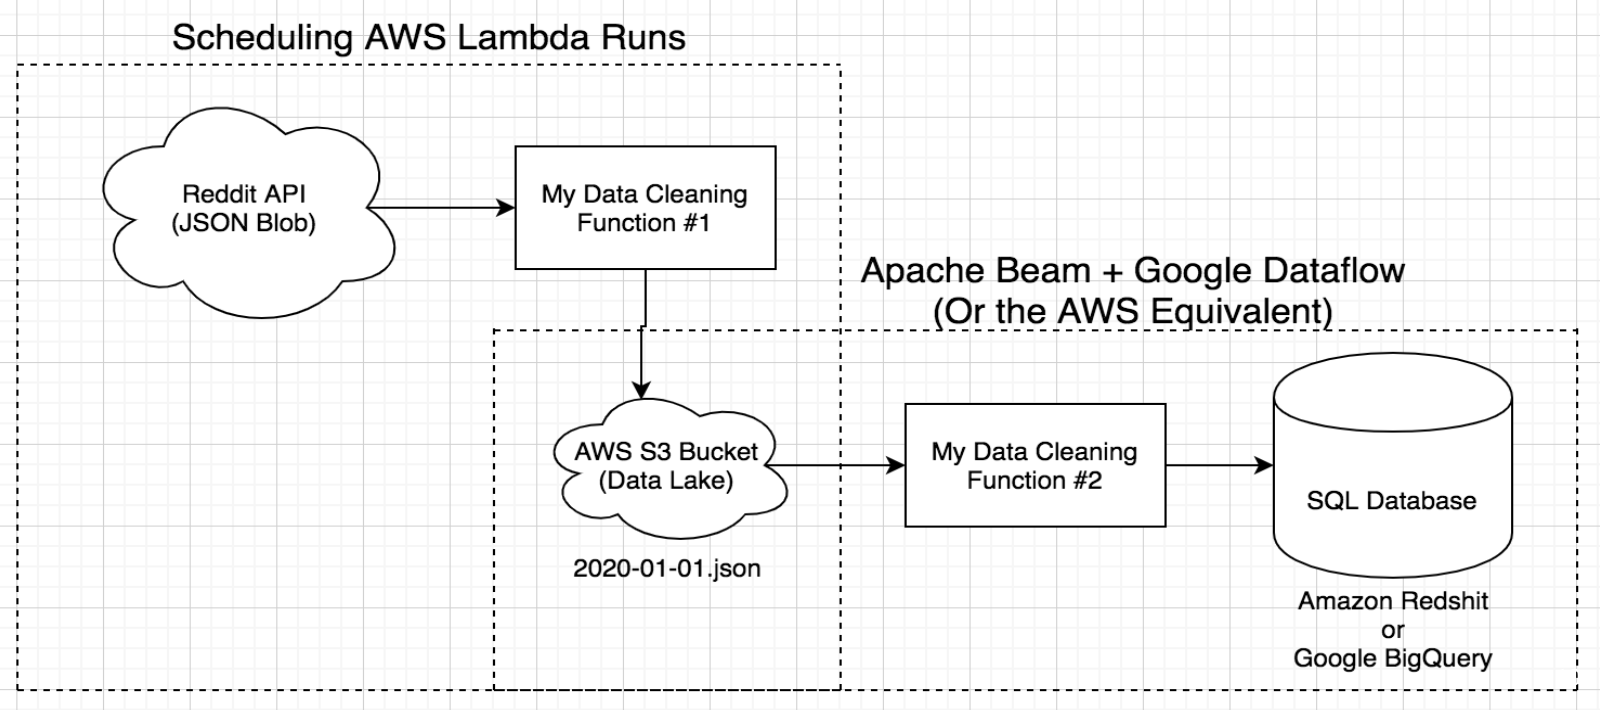 Scheduling AWS Lambda Runs
Reddit API
(JSON Blob)
My Data Cleaning
Function #1
Apache Beam + Google Dataflow
(Or the AWS Equivalent)
AWS S3 Bucket
(Data Lake)
2020-01-01.json
My Data Cleaning
Function #2
SQL Database
Amazon Redshit
or
Google BigQuery